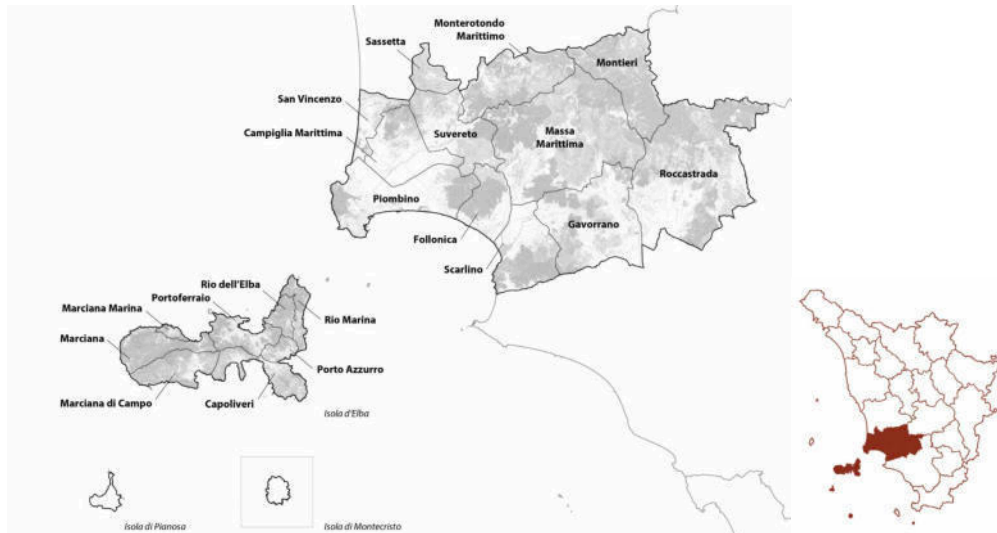 Monterotondo
Marittimo
Sassetta
Montieri
San Vincenzo
Campiglia Marittima
Suvereto
Massa
Marittima
Roccastrada
Piombino
Gavorrano
Follonica
Scarlino
Rio dell'Elba
Portoferraio
Marciana Marina
Rio Marina
Marciana
Porto Azzurro
Marciana di Campo
Capoliveri
Isola d'Elba
Isola di Pianosa
Isola di Montecristo